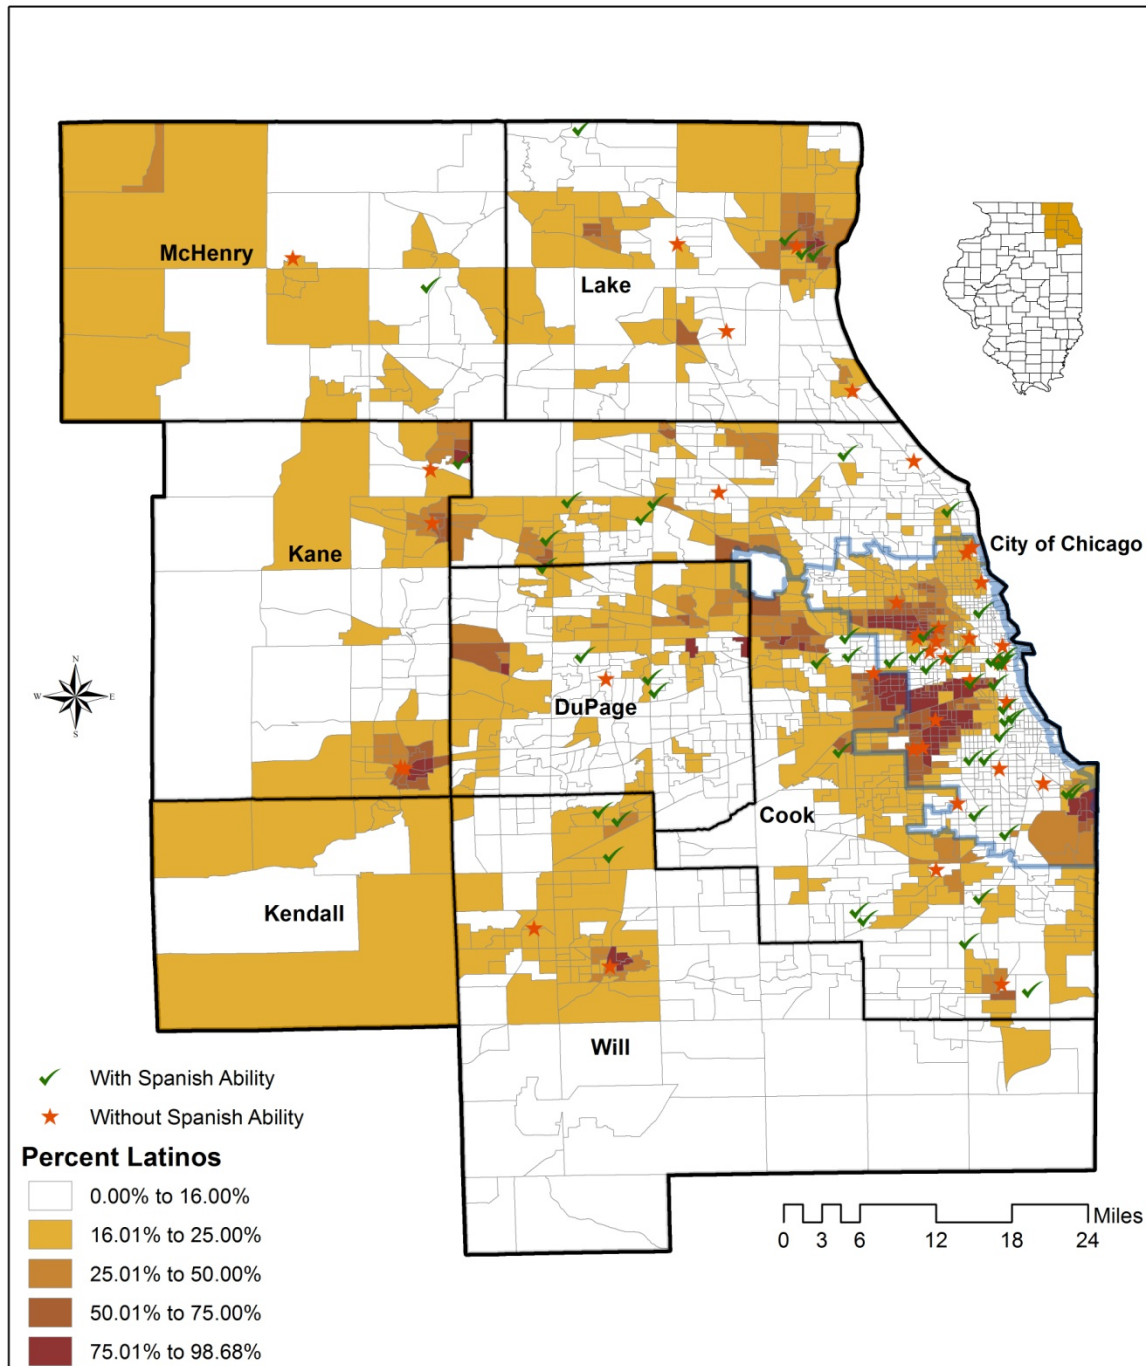 McHenry
Lake
Kane
City of Chicago
N
W E
S
DuPage
Cook
Kendall
Will
With Spanish Ability
Without Spanish Ability
Percent Latinos
0.00% to 16.00%
16.01% to 25.00%
25.01% to 50.00%
50.01% to 75.00%
75.01% to 98.68%
Miles
0 3 6 12 18 24